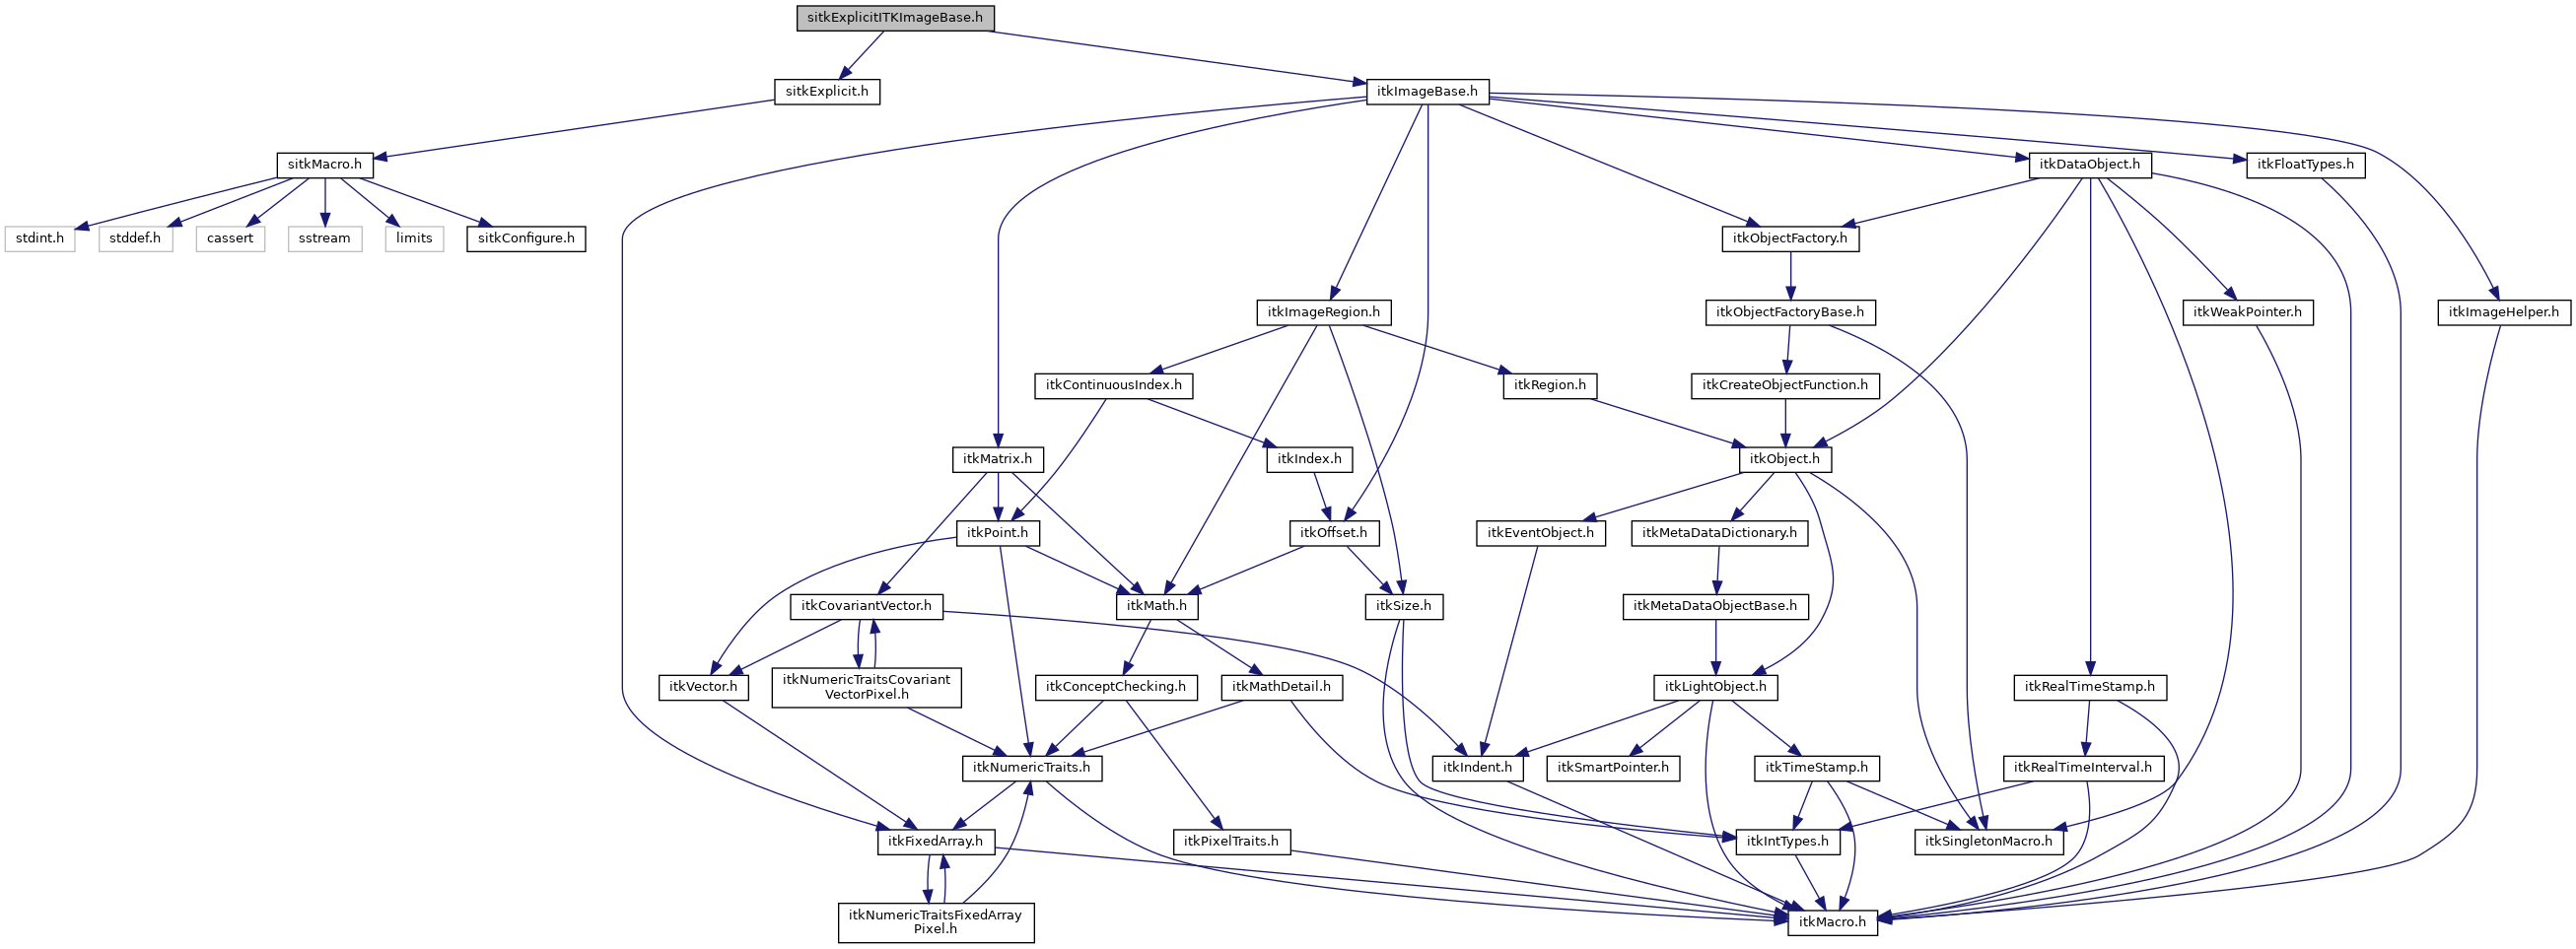 sitkExplicitITKImageBase.h
sitkExplicit.h
itkImageBase.h
sitkMacro.h
itkDataObject.h
itkFloatTypes.h
stdint.h
stddef.h
cassert
sstream
limits
sitkConfigure.h
itkObjectFactory.h
itkImageRegion.h
itkObjectFactoryBase.h
itkWeakPointer.h
itkImageHelper.h
itkContinuousIndex.h
itkRegion.h
itkCreateObjectFunction.h
itkMatrix.h
itkIndex.h
itkObject.h
itkPoint.h
itkOffset.h
itkEventObject.h
itkMetaDataDictionary.h
itkCovariantVector.h
itkMath.h
itkSize.h
itkMetaDataObjectBase.h
itkVector.h
itkNumericTraitsCovariant
VectorPixel.h
itkConceptChecking.h
itkMathDetail.h
itkLightObject.h
itkRealTimeStamp.h
itkNumericTraits.h
itkIndent.h
itkSmartPointer.h
itkTimeStamp.h
itkRealTimeInterval.h
itkFixedArray.h
itkPixelTraits.h
itkIntTypes.h
itkSingletonMacro.h
itkNumericTraitsFixedArray
Pixel.h
itkMacro.h